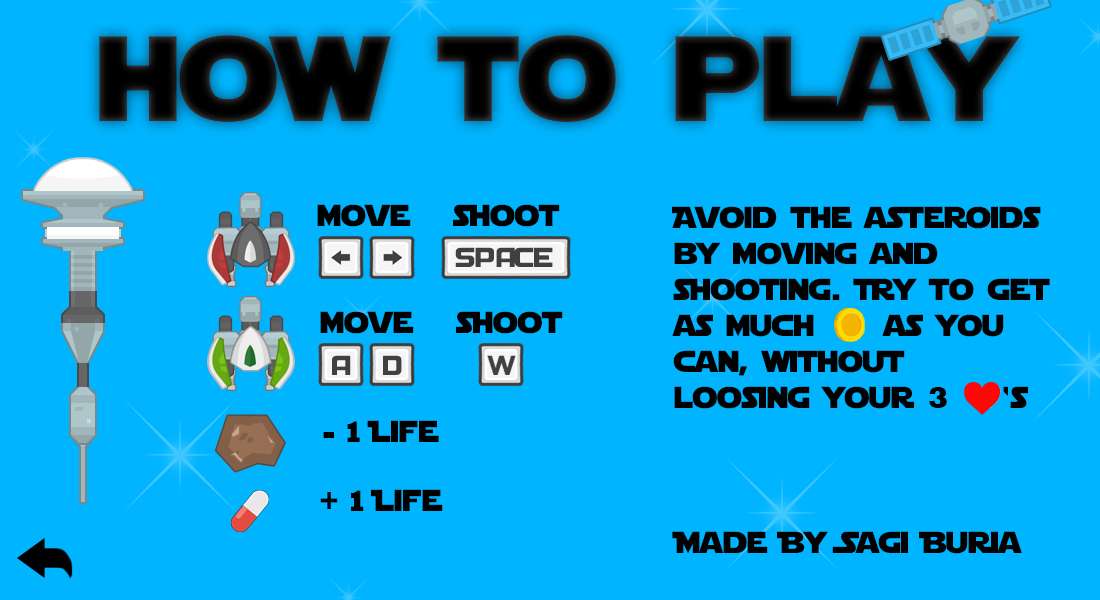 HOW TO PLAY
MOVE SHOOT
SPACE
MOVE SHOOT
A D W
- 1 LIFE
+ 1 LIFE
AVOID THE ASTEROIDS
BY MOVING AND
SHOOTING. TRY TO GET
AS MUCH AS YOU
CAN, WITHOUT
LOOSING YOUR 3 'S
MADE BY SAGI BURIA